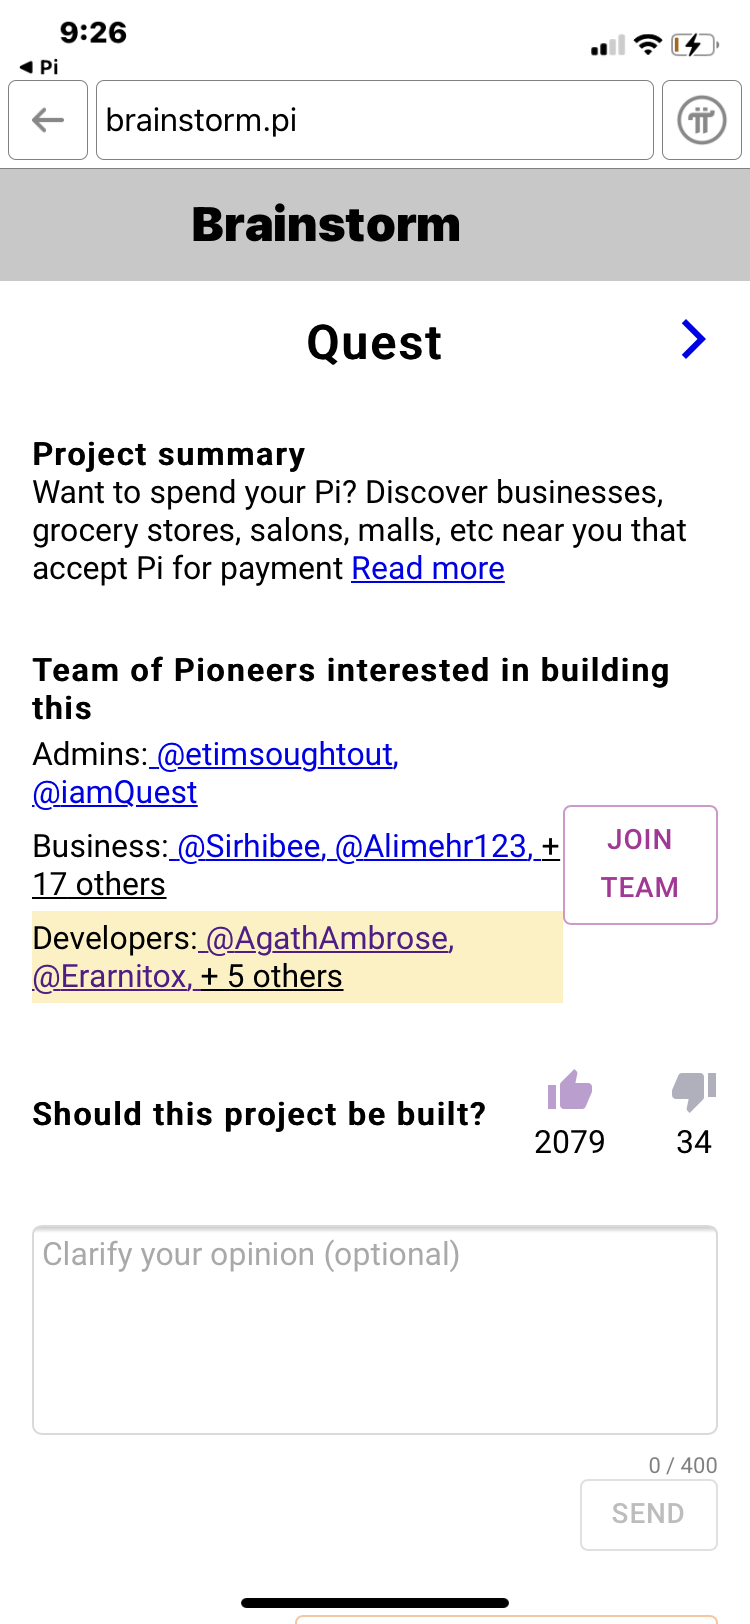 9:26
◀ Pi
brainstorm.pi
Brainstorm
Quest
Project summary
Want to spend your Pi? Discover businesses,
grocery stores, salons, malls, etc near you that
accept Pi for payment Read more
Team of Pioneers interested in building
this
Admins: @etimsoughtout,
@iamQuest
Business: @Sirhibee, @Alimehr123, +
17 others
JOIN
TEAM
Developers: @AgathAmbrose,
@Erarnitox, + 5 others
Should this project be built?
2079
34
Clarify your opinion (optional)
0 / 400
SEND